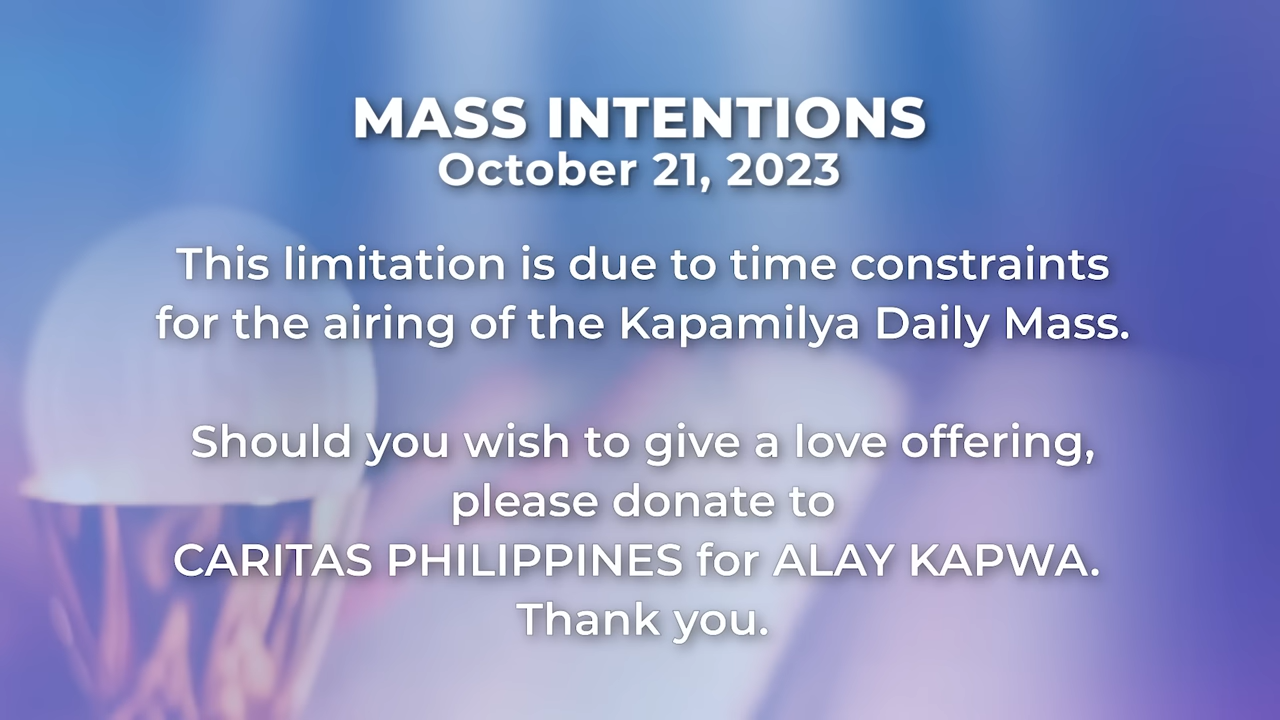 MASS INTENTIONS
October 21, 2023
This limitation is due to time constraints
for the airing of the Kapamilya Daily Mass.
Should you wish to give a love offering,
please donate to
CARITAS PHILIPPINES for ALAY KAPWA.
Thank you.